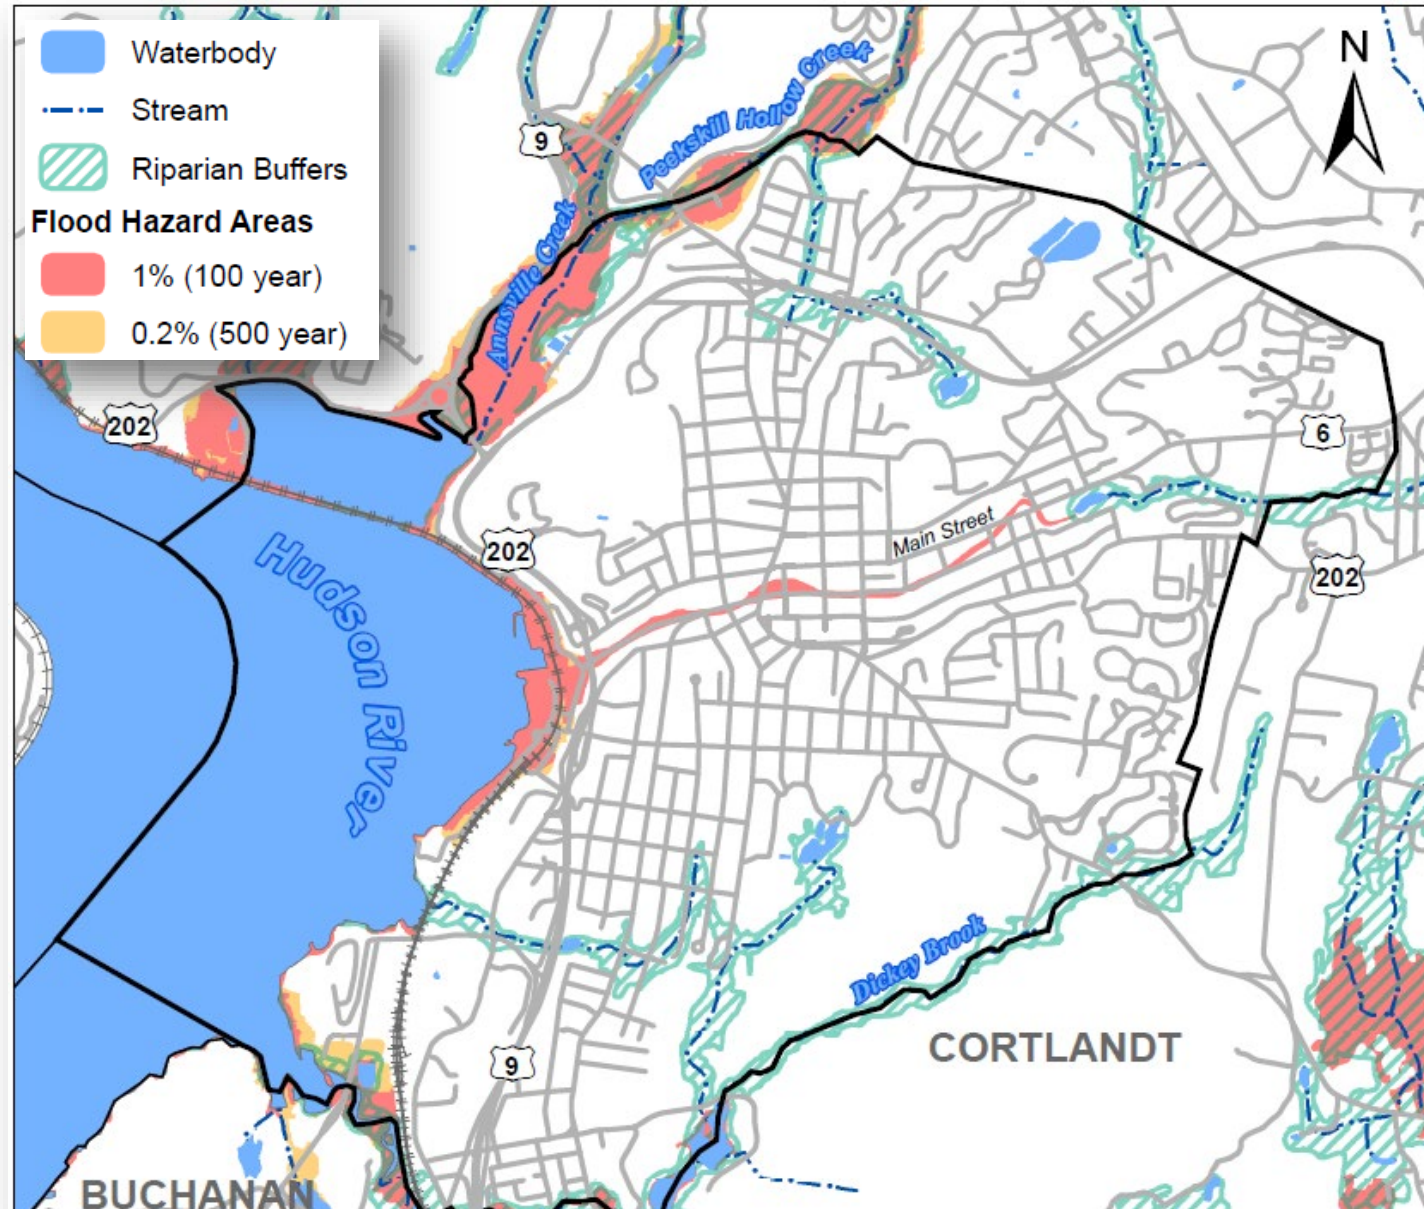 Waterbody
Stream
Riparian Buffers
Flood Hazard Areas
1% (100 year)
0.2% (500 year)
N
9
Peekskill Hollow Creek
Annsville Creek
202
6
Main Street
202
202
Hudson River
Dickey Brook
CORTLANDT
9
BUCHANAN